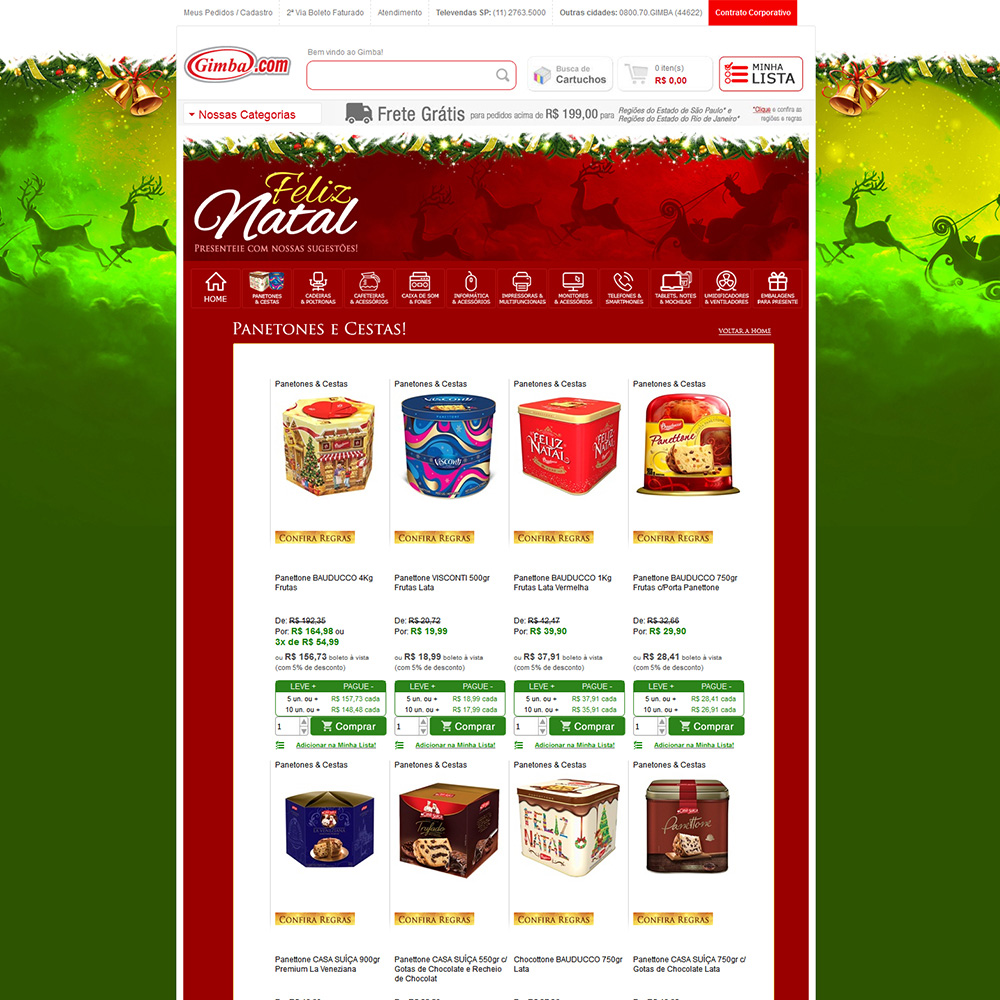 Meus Pedidos / Cadastro
2ª Via Boleto Faturado
Atendimento
Televendas SP: (11) 2763.5000
Outras cidades: 0800.70.GIMBA (44622)
Contrato Corporativo
Gimba.com
Bem vindo ao Gimba!
Busca de
Cartuchos
0 iten(s)
R$ 0,00
MINHA
LISTA
Nossas Categorias
Frete Grátis para pedidos acima de R$ 199,00 para
Regiões do Estado de São Paulo* e
Regiões do Estado do Rio de Janeiro*
*Clique e confira as
regiões e regras
Feliz
Natal
Presenteie com nossas sugestões!
HOME
PANETONES
& CESTAS
CADEIRAS
& POLTRONAS
CAFETEIRAS
& ACESSÓRIOS
CAIXA DE SOM
& FONES
INFORMÁTICA
& ACESSÓRIOS
IMPRESSORAS &
MULTIFUNCIONAIS
MONITORES
& ACESSÓRIOS
TELEFONES &
SMARTPHONES
TABLETS, NOTES
& MOCHILAS
UMIDIFICADORES
& VENTILADORES
EMBALAGENS
PARA PRESENTE
Panetones e Cestas!
VOLTAR A HOME
Panetones & Cestas
Panetones & Cestas
Panetones & Cestas
Panetones & Cestas
VISCONTI
FELIZ
NATAL
Bauducco
Panettone
Confira Regras
Confira Regras
Confira Regras
Confira Regras
Panettone BAUDUCCO 4Kg
Frutas
Panettone VISCONTI 500gr
Frutas Lata
Panettone BAUDUCCO 1Kg
Frutas Lata Vermelha
Panettone BAUDUCCO 750gr
Frutas c/Porta Panettone
De: R$ 192,35
Por: R$ 164,98 ou
3x de R$ 54,99
ou R$ 156,73 boleto à vista
(com 5% de desconto)
De: R$ 20,72
Por: R$ 19,99
ou R$ 18,99 boleto à vista
(com 5% de desconto)
De: R$ 42,47
Por: R$ 39,90
ou R$ 37,91 boleto à vista
(com 5% de desconto)
De: R$ 32,66
Por: R$ 29,90
ou R$ 28,41 boleto à vista
(com 5% de desconto)
LEVE + PAGUE -
5 un. ou + R$ 157,73 cada
10 un. ou + R$ 148,48 cada
LEVE + PAGUE -
5 un. ou + R$ 18,99 cada
10 un. ou + R$ 17,99 cada
LEVE + PAGUE -
5 un. ou + R$ 37,91 cada
10 un. ou + R$ 35,91 cada
LEVE + PAGUE -
5 un. ou + R$ 28,41 cada
10 un. ou + R$ 26,91 cada
1 Comprar
1 Comprar
1 Comprar
1 Comprar
Adicionar na Minha Lista!
Adicionar na Minha Lista!
Adicionar na Minha Lista!
Adicionar na Minha Lista!
Panetones & Cestas
Panetones & Cestas
Panetones & Cestas
Panetones & Cestas
Trufado
FELIZ
NATAL
Panettone
Confira Regras
Confira Regras
Confira Regras
Confira Regras
Panettone CASA SUÍÇA 900gr
Premium La Veneziana
Panettone CASA SUÍÇA 550gr c/
Gotas de Chocolate e Recheio
de Chocolat
Chocottone BAUDUCCO 750gr
Lata
Panettone CASA SUÍÇA 750gr c/
Gotas de Chocolate Lata